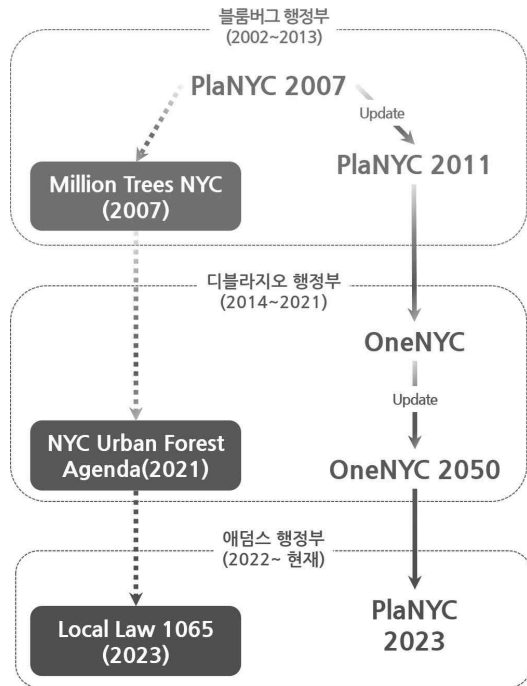 블룸버그 행정부
(2002~2013)
PlaNYC 2007
Update
PlaNYC 2011
Million Trees NYC
(2007)
디블라지오 행정부
(2014~2021)
OneNYC
Update
NYC Urban Forest
Agenda(2021)
OneNYC 2050
애덤스 행정부
(2022~ 현재)
Local Law 1065
(2023)
PlaNYC
2023